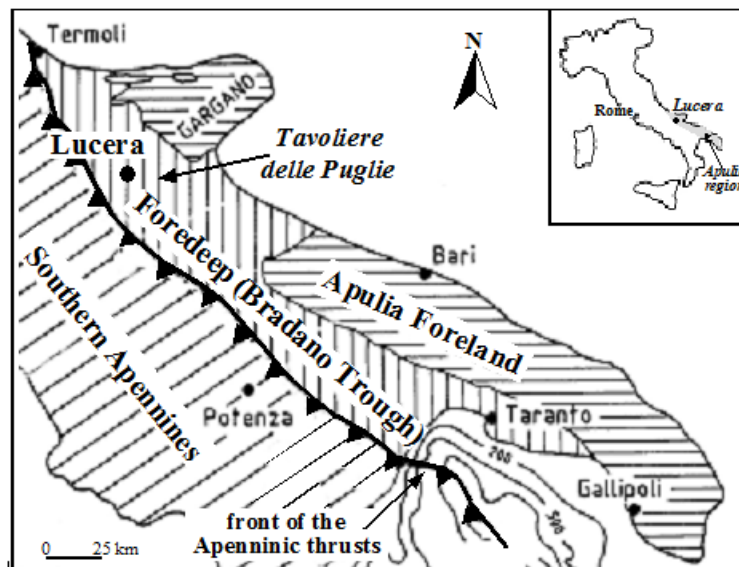 Termoli
GARGANO
N
Lucera
Tavoliere
delle Puglie
Rome
Lucera
Apulia
region
Foredeep (Bradano Trough)
Southern Apennines
Bari
Apulia Foreland
Potenza
Taranto
200
Gallipoli
500
front of the
Apenninic thrusts
0 25 km